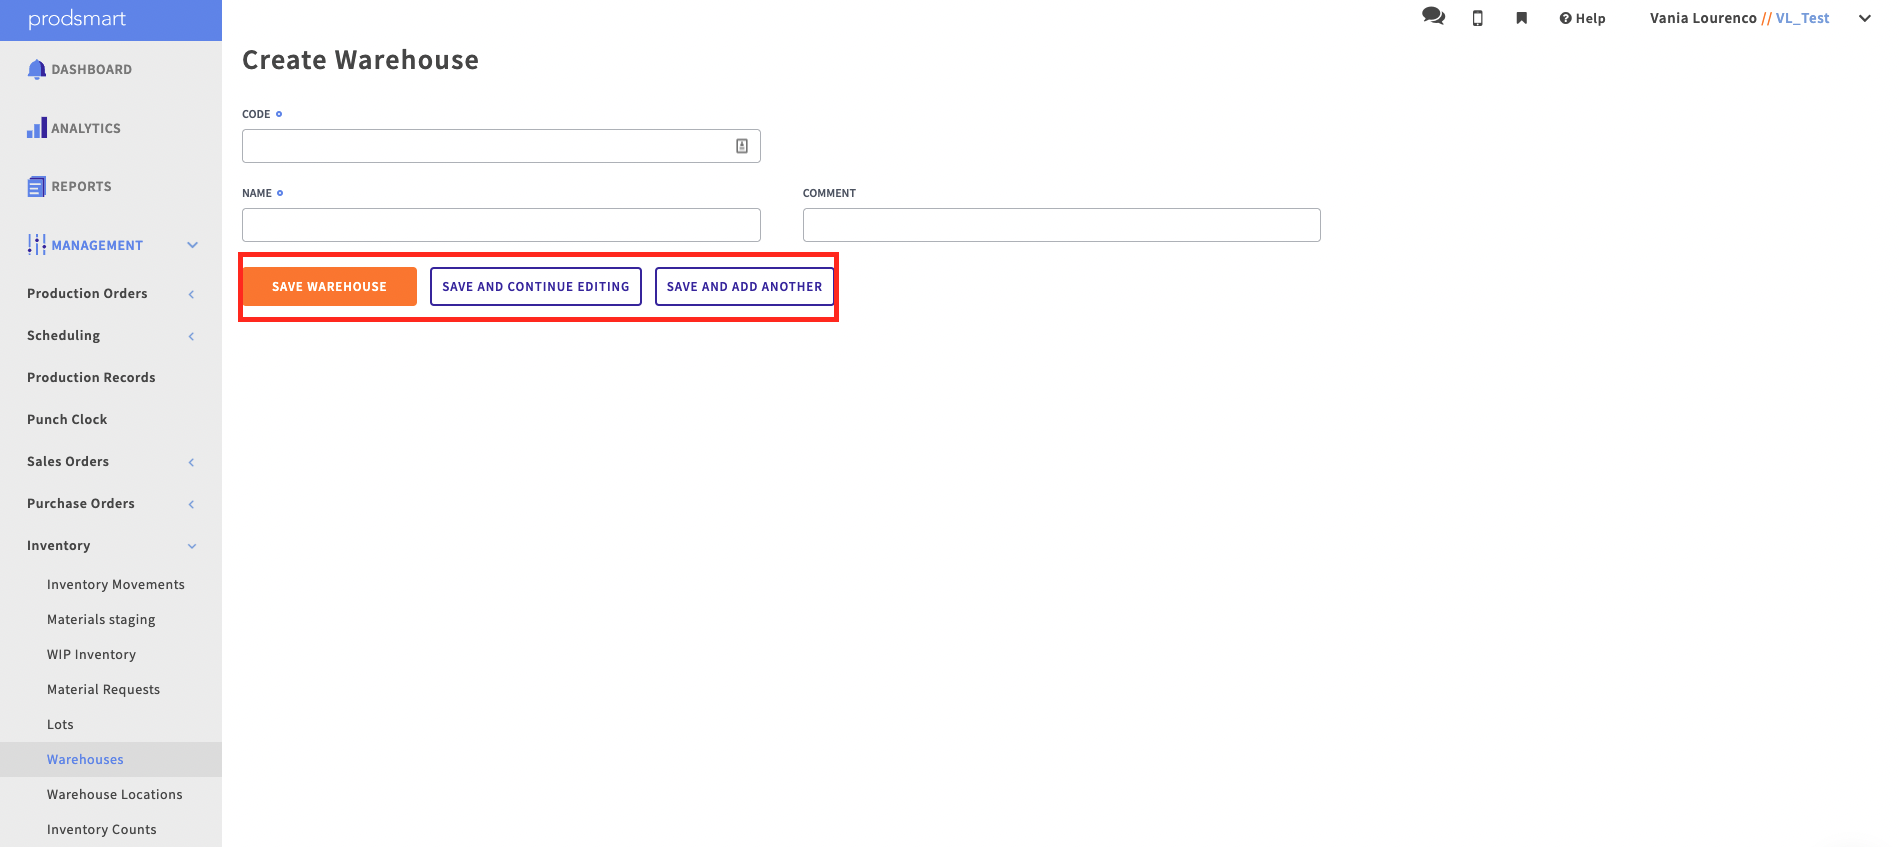 prodsmart
Help
Vania Lourenco // VL_Test
DASHBOARD
ANALYTICS
REPORTS
MANAGEMENT
Production Orders
Scheduling
Production Records
Punch Clock
Sales Orders
Purchase Orders
Inventory
Inventory Movements
Materials staging
WIP Inventory
Material Requests
Lots
Warehouses
Warehouse Locations
Inventory Counts
Create Warehouse
CODE
NAME
COMMENT
SAVE WAREHOUSE
SAVE AND CONTINUE EDITING
SAVE AND ADD ANOTHER